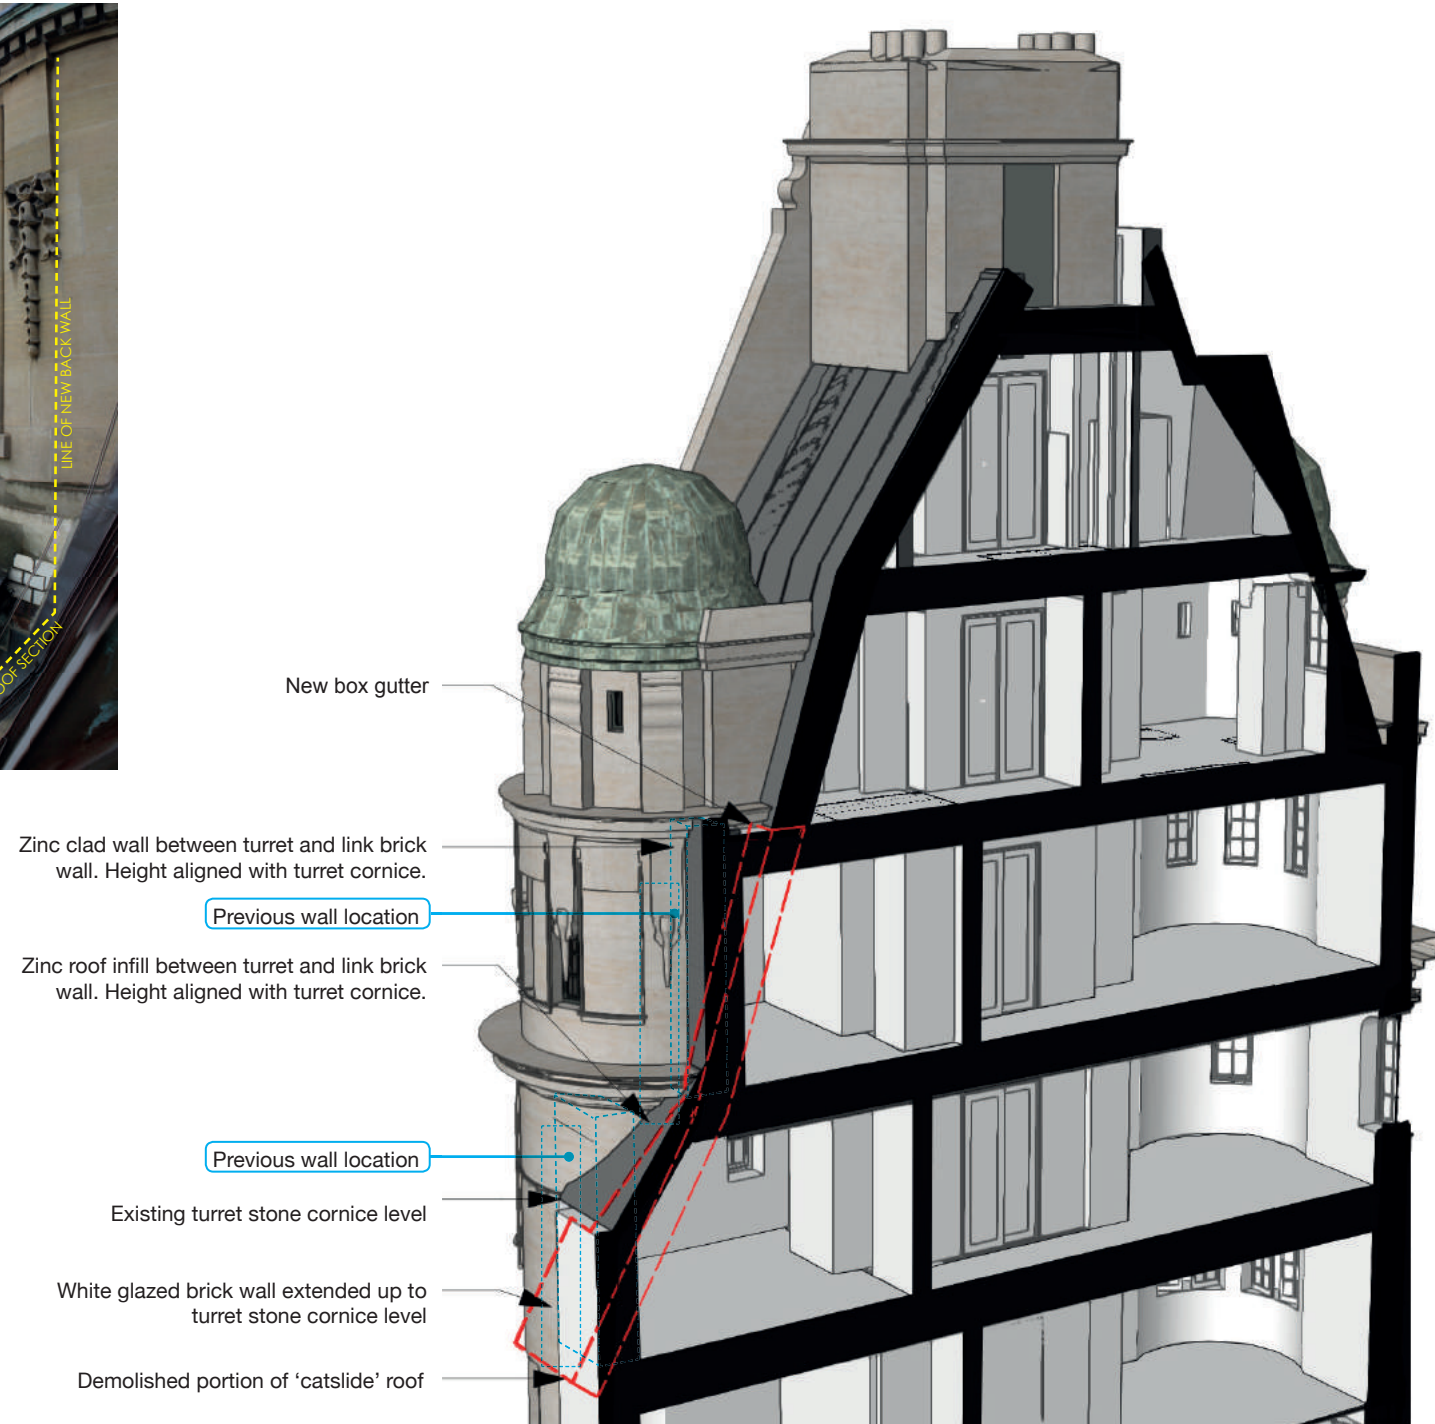 LINE OF NEW BACK WALL
OOF SECTION
New box gutter
Zinc clad wall between turret and link brick
wall. Height aligned with turret cornice.
Previous wall location
Zinc roof infill between turret and link brick
wall. Height aligned with turret cornice.
Previous wall location
Existing turret stone cornice level
White glazed brick wall extended up to
turret stone cornice level
Demolished portion of ‘catslide’ roof